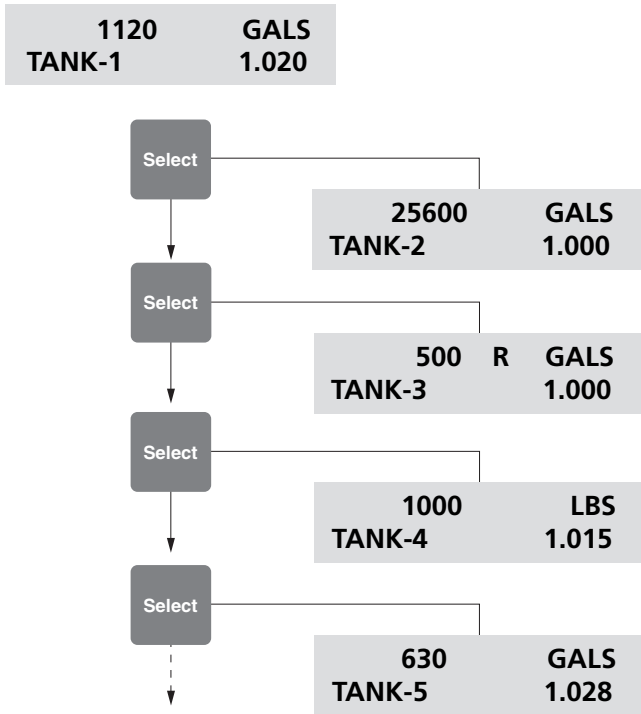 1120 GALS
TANK-1 1.020
Select
25600 GALS
TANK-2 1.000
Select
500 R GALS
TANK-3 1.000
Select
1000 LBS
TANK-4 1.015
Select
630 GALS
TANK-5 1.028